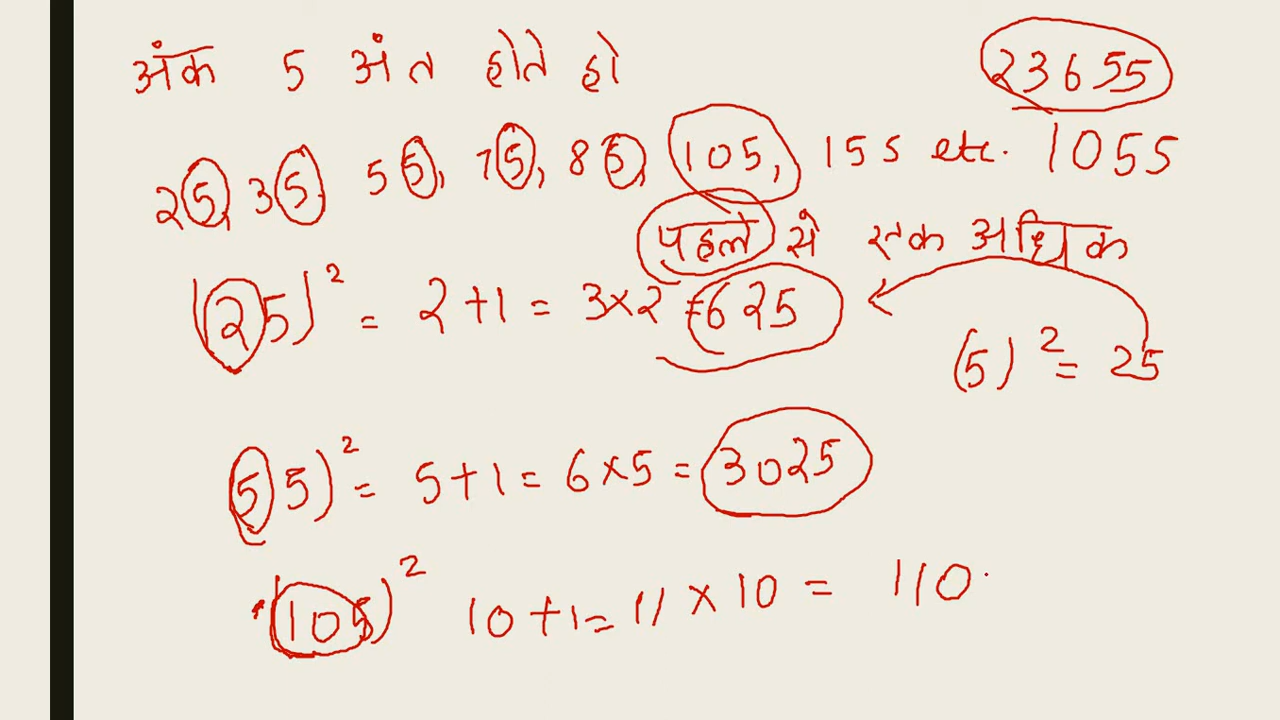 अंक 5 अंत होते हो 23655
25, 35 55, 75, 85, 105, 155 etc. 1055
पहले से एक अधिक
(25)² = 2+1 = 3×2 = 625
(5)² = 25
55)² = 5+1 = 6×5 = 3025
(105)² 10+1 = 11 × 10 = 110